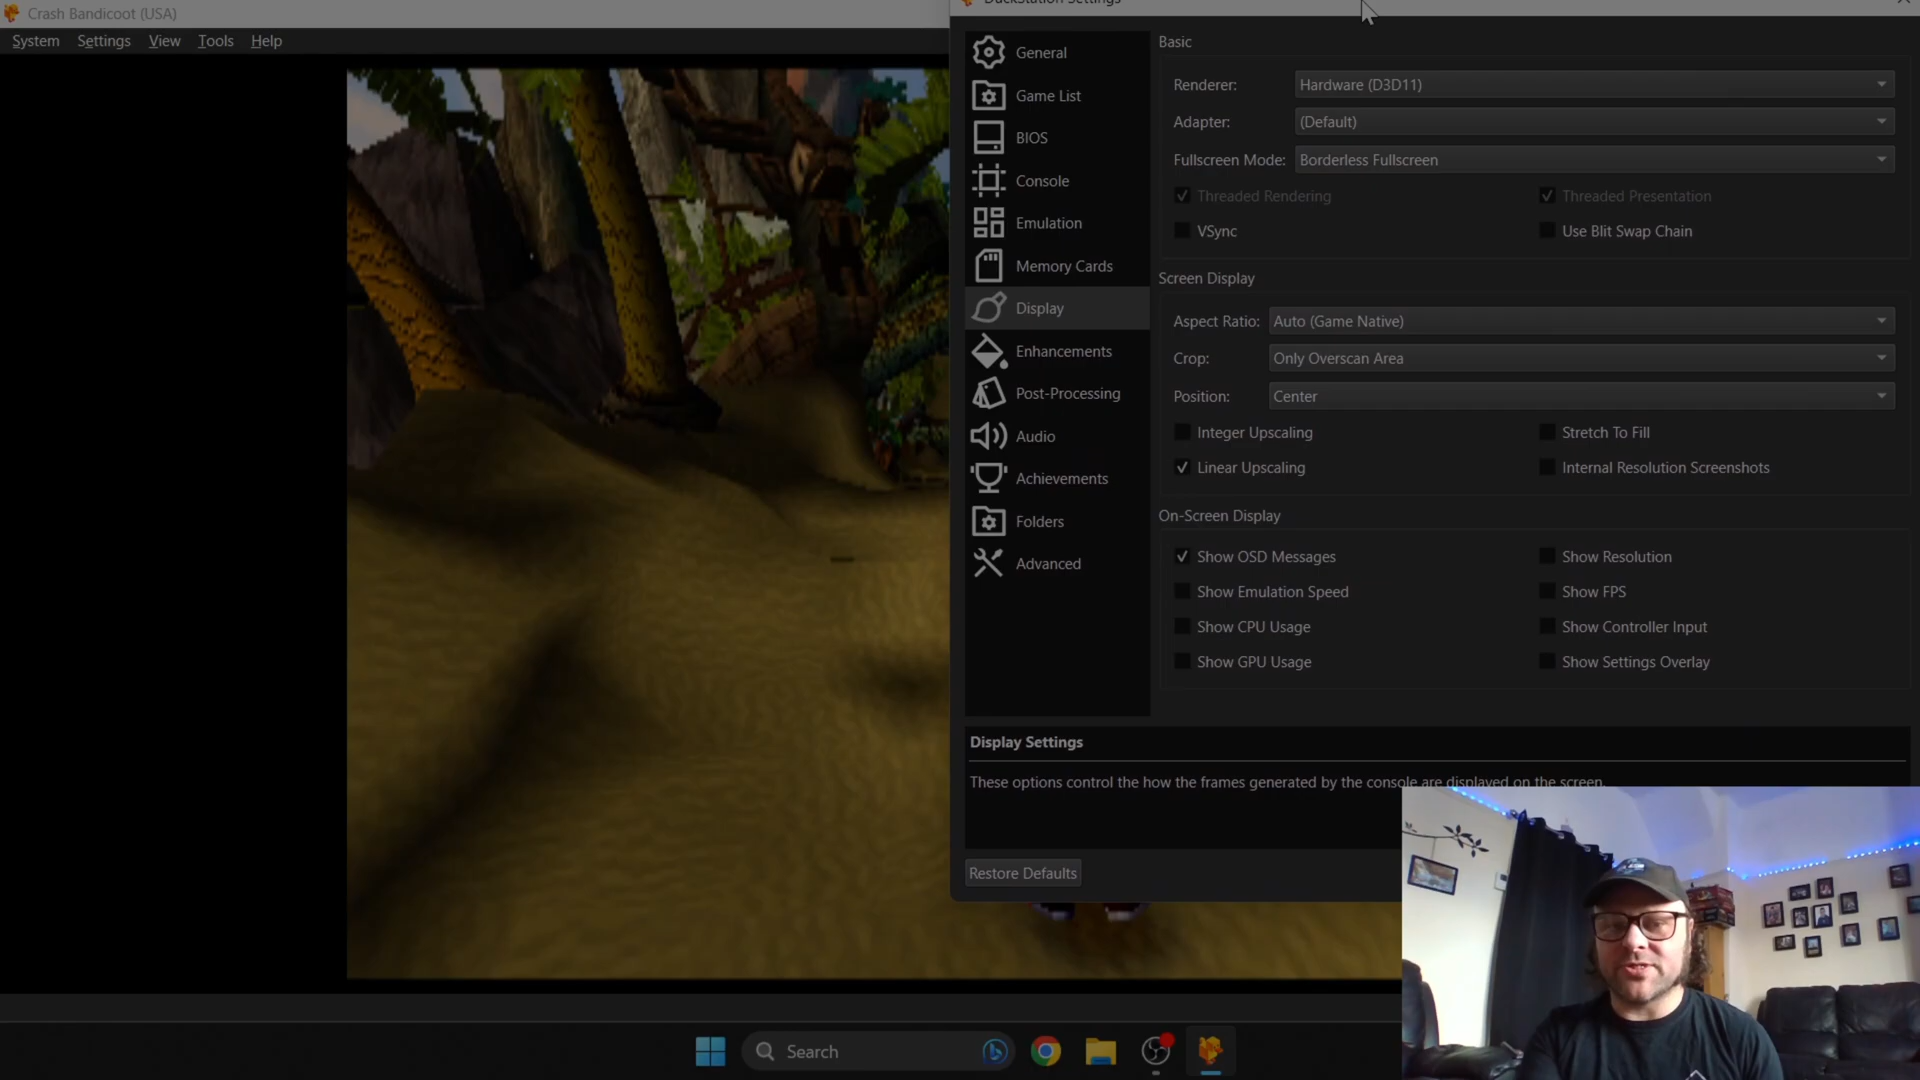 Crash Bandicoot (USA)
DuckStation Settings
System Settings View Tools Help
General
Game List
BIOS
Console
Emulation
Memory Cards
Display
Enhancements
Post-Processing
Audio
Achievements
Folders
Advanced
Basic
Renderer: Hardware (D3D11)
Adapter: (Default)
Fullscreen Mode: Borderless Fullscreen
Threaded Rendering Threaded Presentation
VSync Use Blit Swap Chain
Screen Display
Aspect Ratio: Auto (Game Native)
Crop: Only Overscan Area
Position: Center
Integer Upscaling Stretch To Fill
Linear Upscaling Internal Resolution Screenshots
On-Screen Display
Show OSD Messages Show Resolution
Show Emulation Speed Show FPS
Show CPU Usage Show Controller Input
Show GPU Usage Show Settings Overlay
Display Settings
These options control the how the frames generated by the console are displayed on the screen.
Restore Defaults
Search